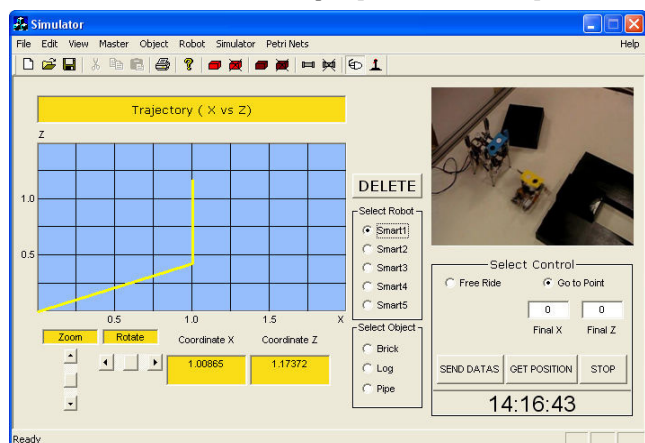 Simulator
File Edit View Master Object Robot Simulator Petri Nets Help
Trajectory ( X vs Z)
Z
1.0
0.5
0.5 1.0 1.5 X
Zoom Rotate Coordinate X Coordinate Z
1.00865 1.17372
DELETE
Select Robot
Smart1
Smart2
Smart3
Smart4
Smart5
Select Object
Brick
Log
Pipe
Select Control
Free Ride Go to Point
0 0
Final X Final Z
SEND DATAS GET POSITION STOP
14:16:43
Ready